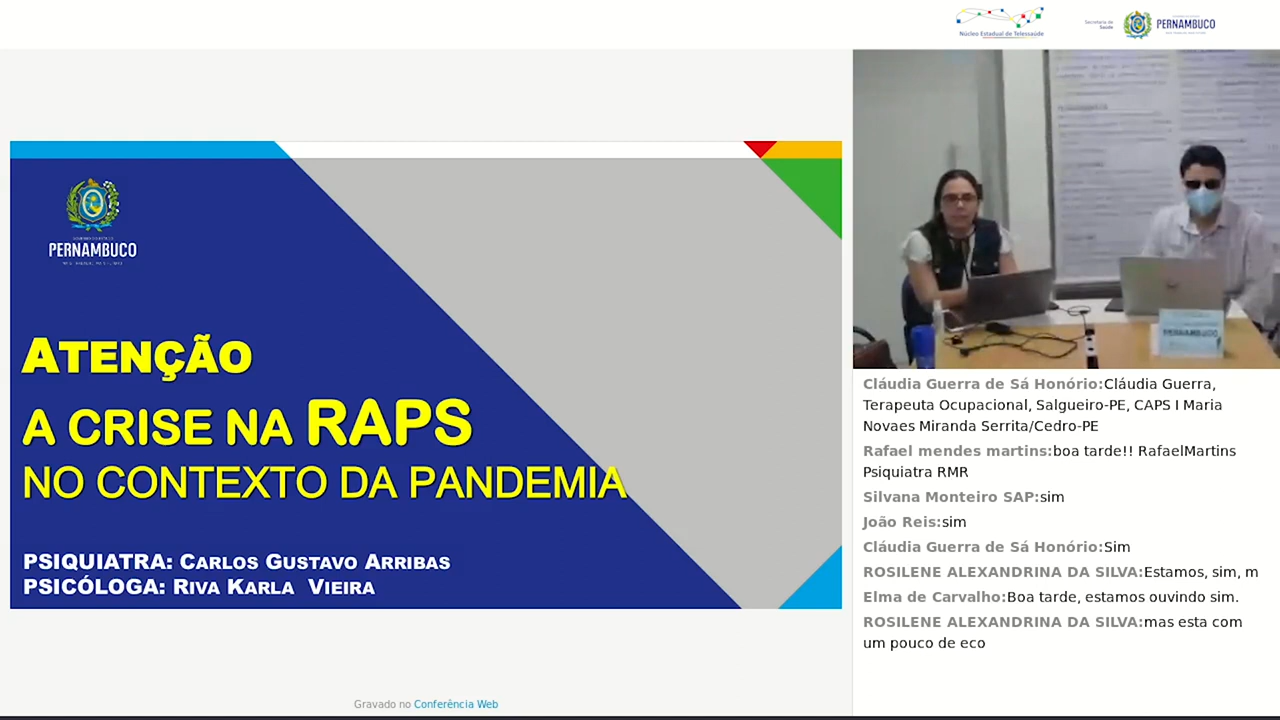 Núcleo Estadual de Telessaúde
Secretaria de
Saúde
PERNAMBUCO
PERNAMBUCO
ATENÇÃO
A CRISE NA RAPS
NO CONTEXTO DA PANDEMIA
PSIQUIATRA: CARLOS GUSTAVO ARRIBAS
PSICÓLOGA: RIVA KARLA VIEIRA
PERNAMBUCO
Cláudia Guerra de Sá Honório:Cláudia Guerra,
Terapeuta Ocupacional, Salgueiro-PE, CAPS I Maria
Novaes Miranda Serrita/Cedro-PE
Rafael mendes martins:boa tarde!! RafaelMartins
Psiquiatra RMR
Silvana Monteiro SAP:sim
João Reis:sim
Cláudia Guerra de Sá Honório:Sim
ROSILENE ALEXANDRINA DA SILVA:Estamos, sim, m
Elma de Carvalho:Boa tarde, estamos ouvindo sim.
ROSILENE ALEXANDRINA DA SILVA:mas esta com
um pouco de eco
Gravado no Conferência Web